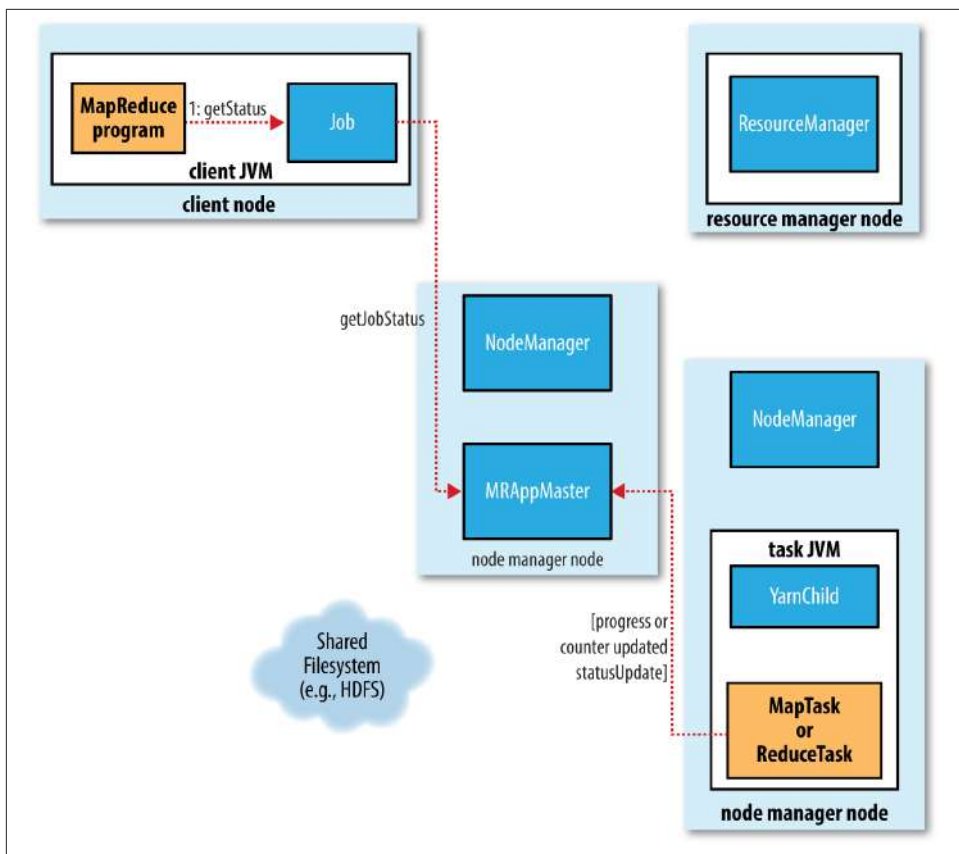 MapReduce
program
1: getStatus
Job
client JVM
client node
ResourceManager
resource manager node
getJobStatus
NodeManager
MRAppMaster
node manager node
NodeManager
task JVM
YarnChild
[progress or
counter updated
statusUpdate]
MapTask
or
ReduceTask
node manager node
Shared
Filesystem
(e.g., HDFS)